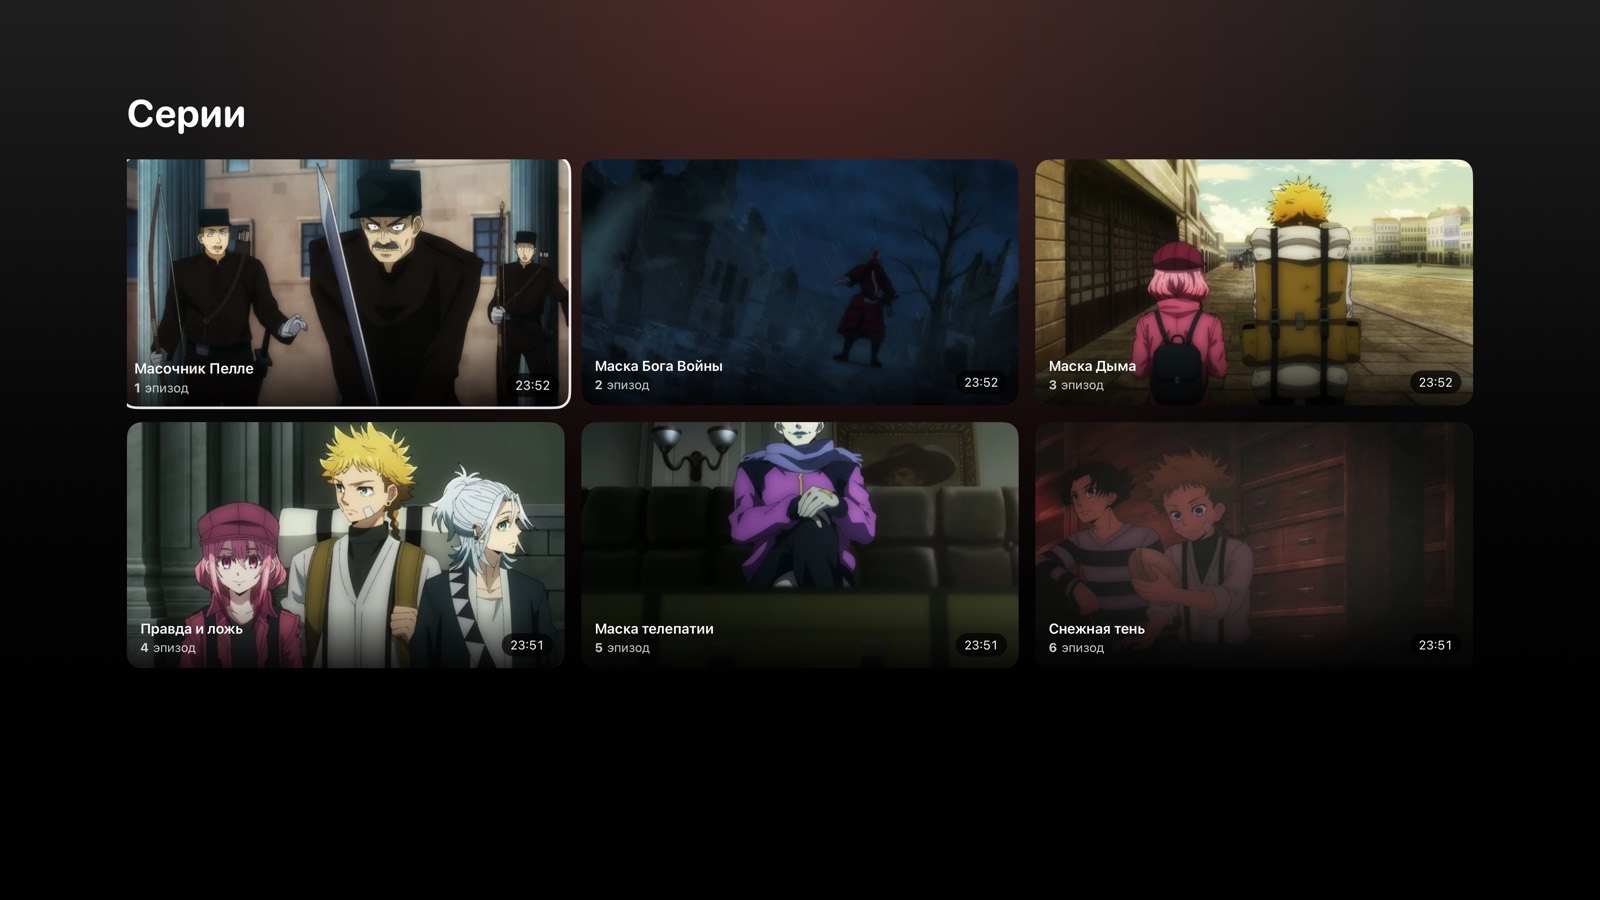 Серии
Масочник Пелле
1 эпизод
23:52
Маска Бога Войны
2 эпизод
23:52
Маска Дыма
3 эпизод
23:52
Правда и ложь
4 эпизод
23:51
Маска телепатии
5 эпизод
23:51
Снежная тень
6 эпизод
23:51